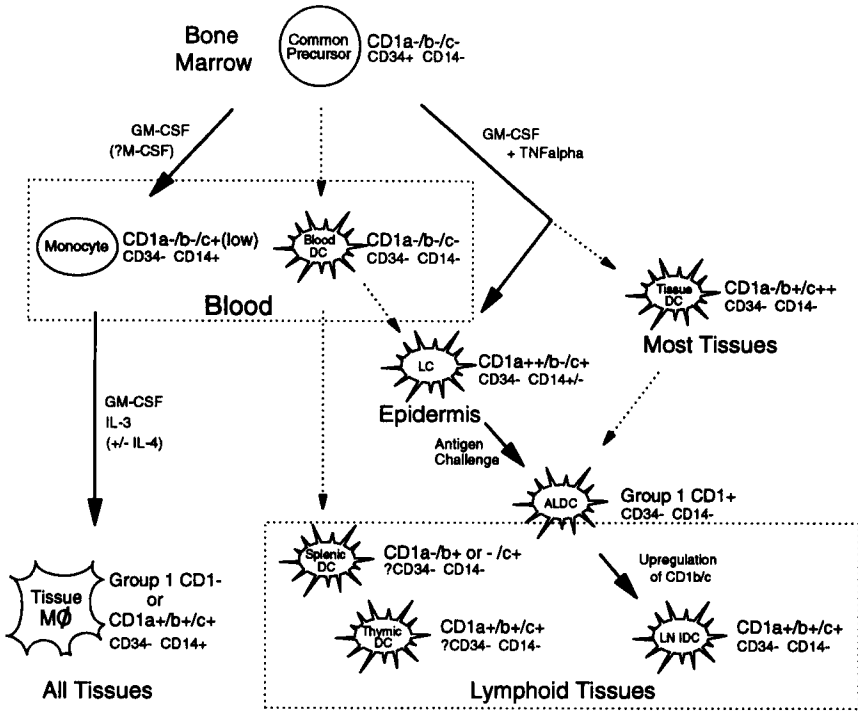 Bone
Marrow
Common
Precursor
CD1a-/b-/c-
CD34+ CD14-
GM-CSF
(?M-CSF)
GM-CSF
+ TNFalpha
Monocyte
CD1a-/b-/c+(low)
CD34- CD14+
Blood
DC
CD1a-/b-/c-
CD34- CD14-
Blood
Tissue
DC
CD1a-/b+/c++
CD34- CD14-
Most Tissues
LC
CD1a++/b-/c+
CD34- CD14+/-
Epidermis
GM-CSF
IL-3
(+/- IL-4)
Antigen
Challenge
ALDC
Group 1 CD1+
CD34- CD14-
Splenic
DC
CD1a-/b+ or - /c+
?CD34- CD14-
Upregulation
of CD1b/c
Tissue
MØ
Group 1 CD1-
or
CD1a+/b+/c+
CD34- CD14+
Thymic
DC
CD1a+/b+/c+
?CD34- CD14-
LN IDC
CD1a+/b+/c+
CD34- CD14-
All Tissues
Lymphoid Tissues